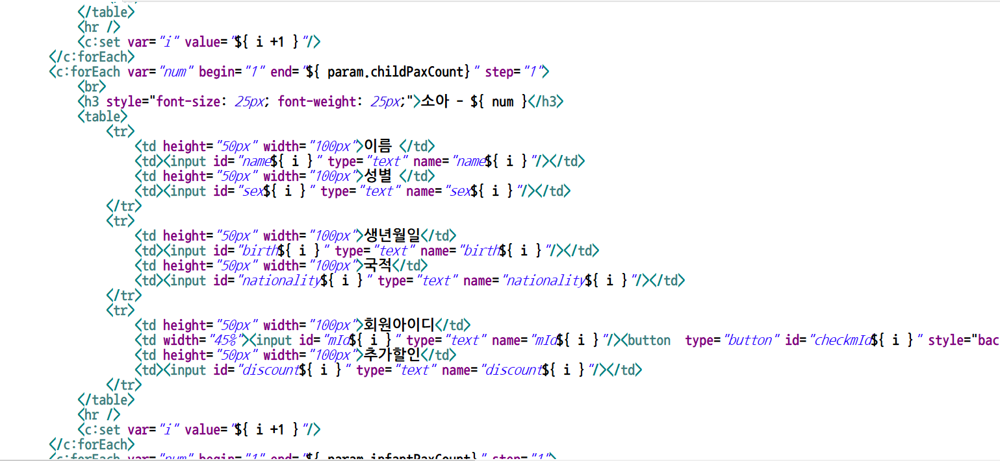 </table>
<hr />
<c:set var="i" value="${ i +1 }"/>
</c:forEach>
<c:forEach var="num" begin="1" end="${ param.childPaxCount}" step="1">
<br>
<h3 style="font-size: 25px; font-weight: 25px;">소아 - ${ num }</h3>
<table>
<tr>
<td height="50px" width="100px">이름 </td>
<td><input id="name${ i }" type="text" name="name${ i }"/></td>
<td height="50px" width="100px">성별 </td>
<td><input id="sex${ i }" type="text" name="sex${ i }"/></td>
</tr>
<tr>
<td height="50px" width="100px">생년월일</td>
<td><input id="birth${ i }" type="text" name="birth${ i }"/></td>
<td height="50px" width="100px">국적</td>
<td><input id="nationality${ i }" type="text" name="nationality${ i }"/></td>
</tr>
<tr>
<td height="50px" width="100px">회원아이디</td>
<td width="45%"><input id="mId${ i }" type="text" name="mId${ i }"/><button  type="button" id="checkmId${ i }" style="bac
<td height="50px" width="100px">추가할인</td>
<td><input id="discount${ i }" type="text" name="discount${ i }"/></td>
</tr>
</table>
<hr />
<c:set var="i" value="${ i +1 }"/>
</c:forEach>
<c:forEach var="num" begin="1" end="${ param.infantPaxCount}" step="1">